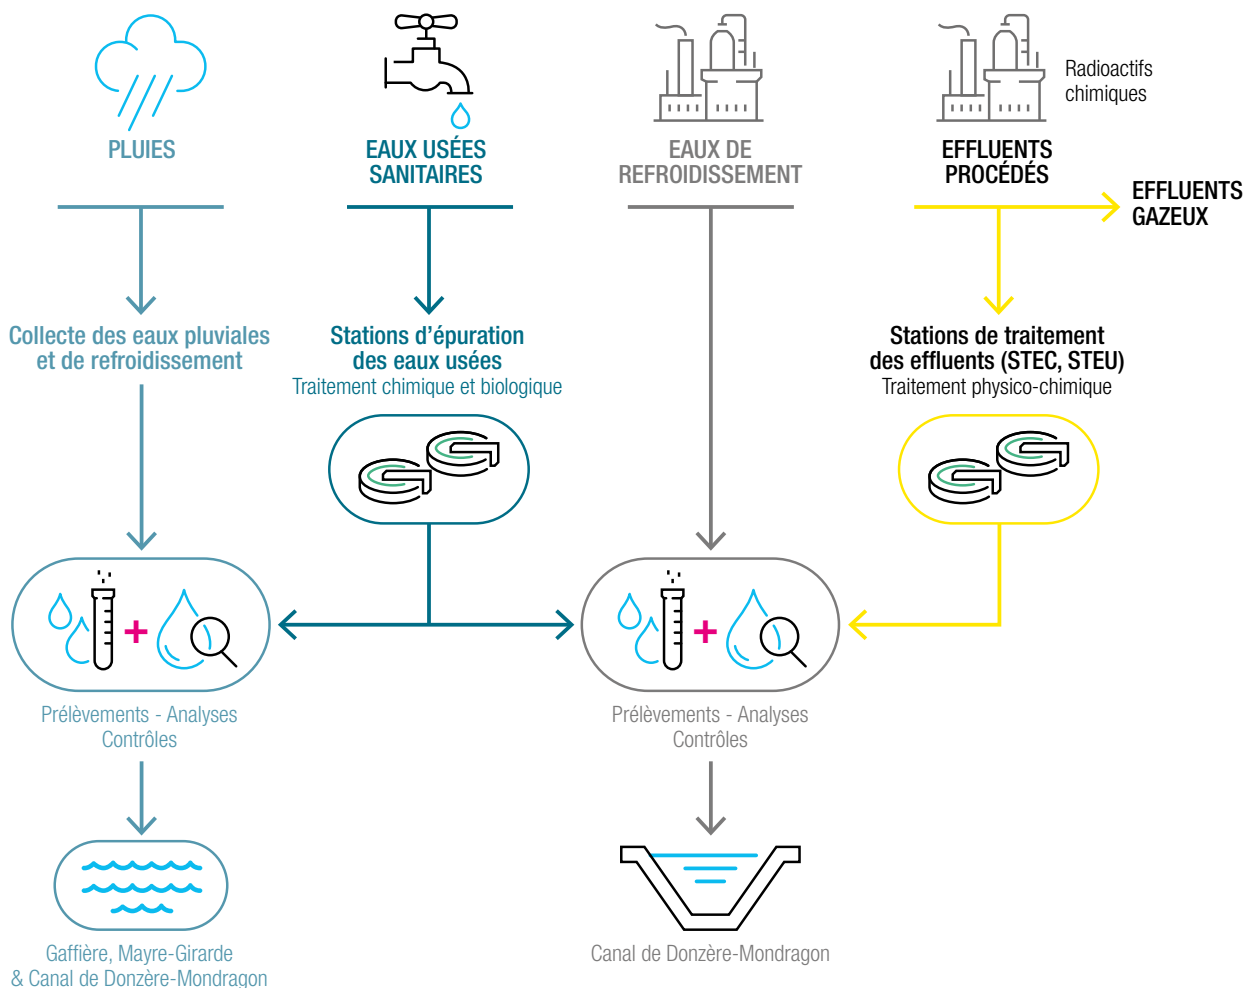 Radioactifs
chimiques
PLUIES
EAUX USÉES
SANITAIRES
EAUX DE
REFROIDISSEMENT
EFFLUENTS
PROCÉDÉS
EFFLUENTS
GAZEUX
Collecte des eaux pluviales
et de refroidissement
Stations d’épuration
des eaux usées
Traitement chimique et biologique
Stations de traitement
des effluents (STEC, STEU)
Traitement physico-chimique
Prélèvements - Analyses
Contrôles
Prélèvements - Analyses
Contrôles
Gaffière, Mayre-Girarde
& Canal de Donzère-Mondragon
Canal de Donzère-Mondragon